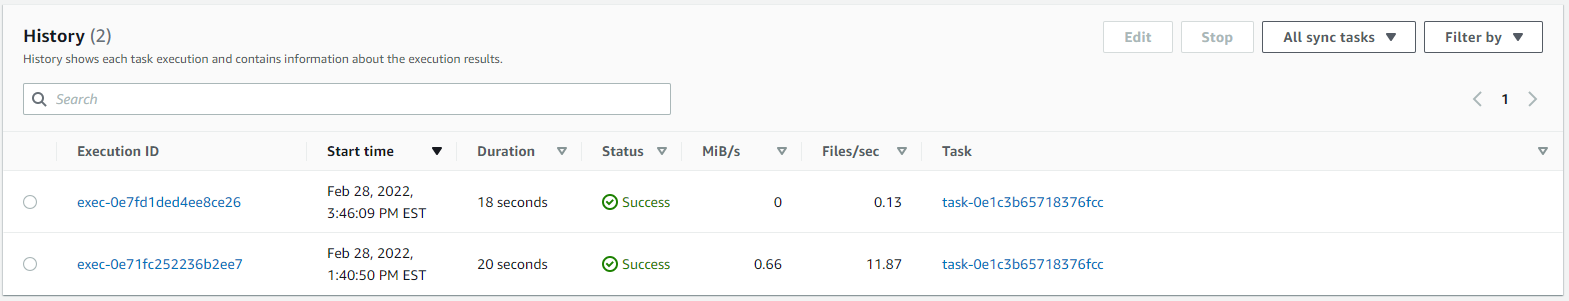 History (2)
Edit
Stop
All sync tasks
Filter by
History shows each task execution and contains information about the execution results.
Search
1
Execution ID Start time Duration Status MiB/s Files/sec Task
exec-0e7fd1ded4ee8ce26 Feb 28, 2022, 3:46:09 PM EST 18 seconds Success 0 0.13 task-0e1c3b65718376fcc
exec-0e71fc252236b2ee7 Feb 28, 2022, 1:40:50 PM EST 20 seconds Success 0.66 11.87 task-0e1c3b65718376fcc